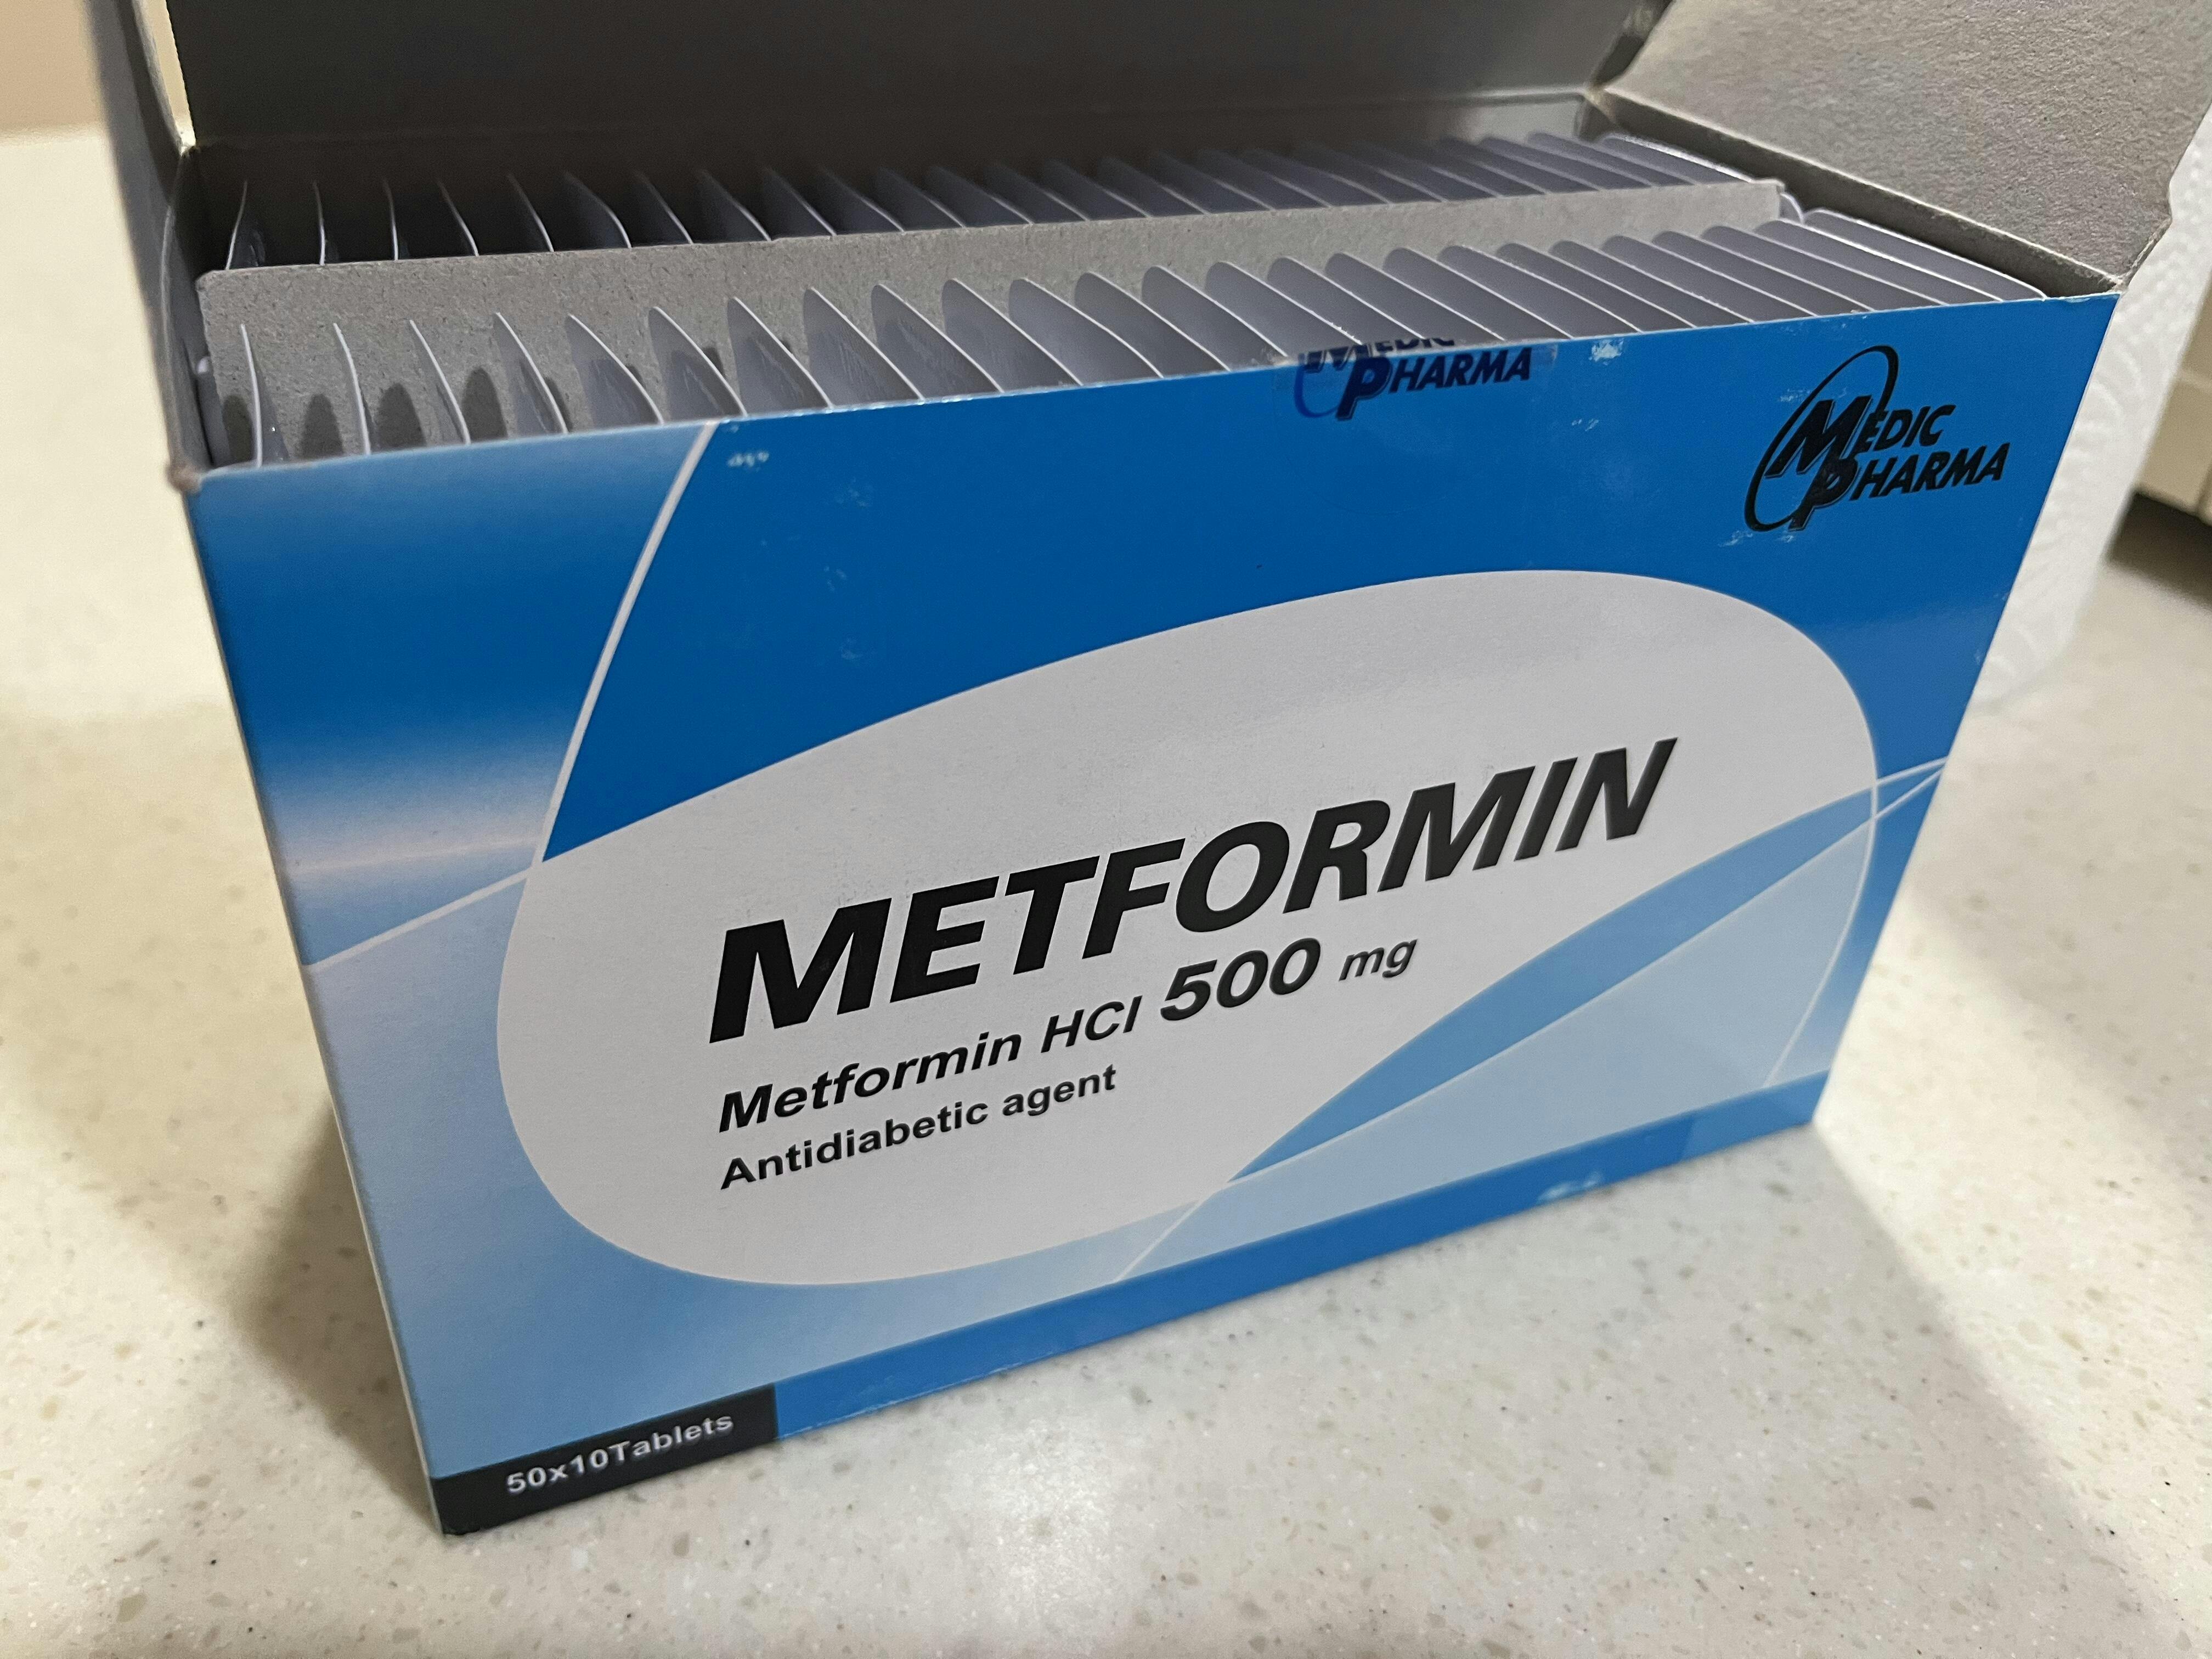 MEDIC
PHARMA
MEDIC
PHARMA
METFORMIN
Metformin HCl 500 mg
Antidiabetic agent
50x10Tablets